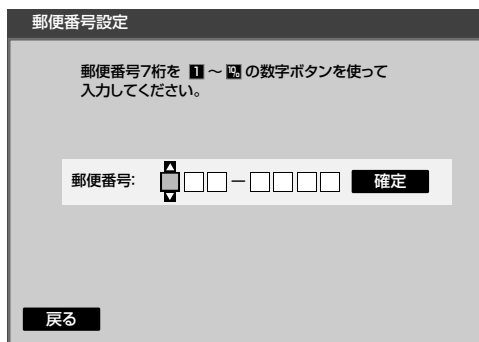 郵便番号設定
郵便番号7桁を 1 ～ 10 の数字ボタンを使って
入力してください。
郵便番号: － 確定
戻る